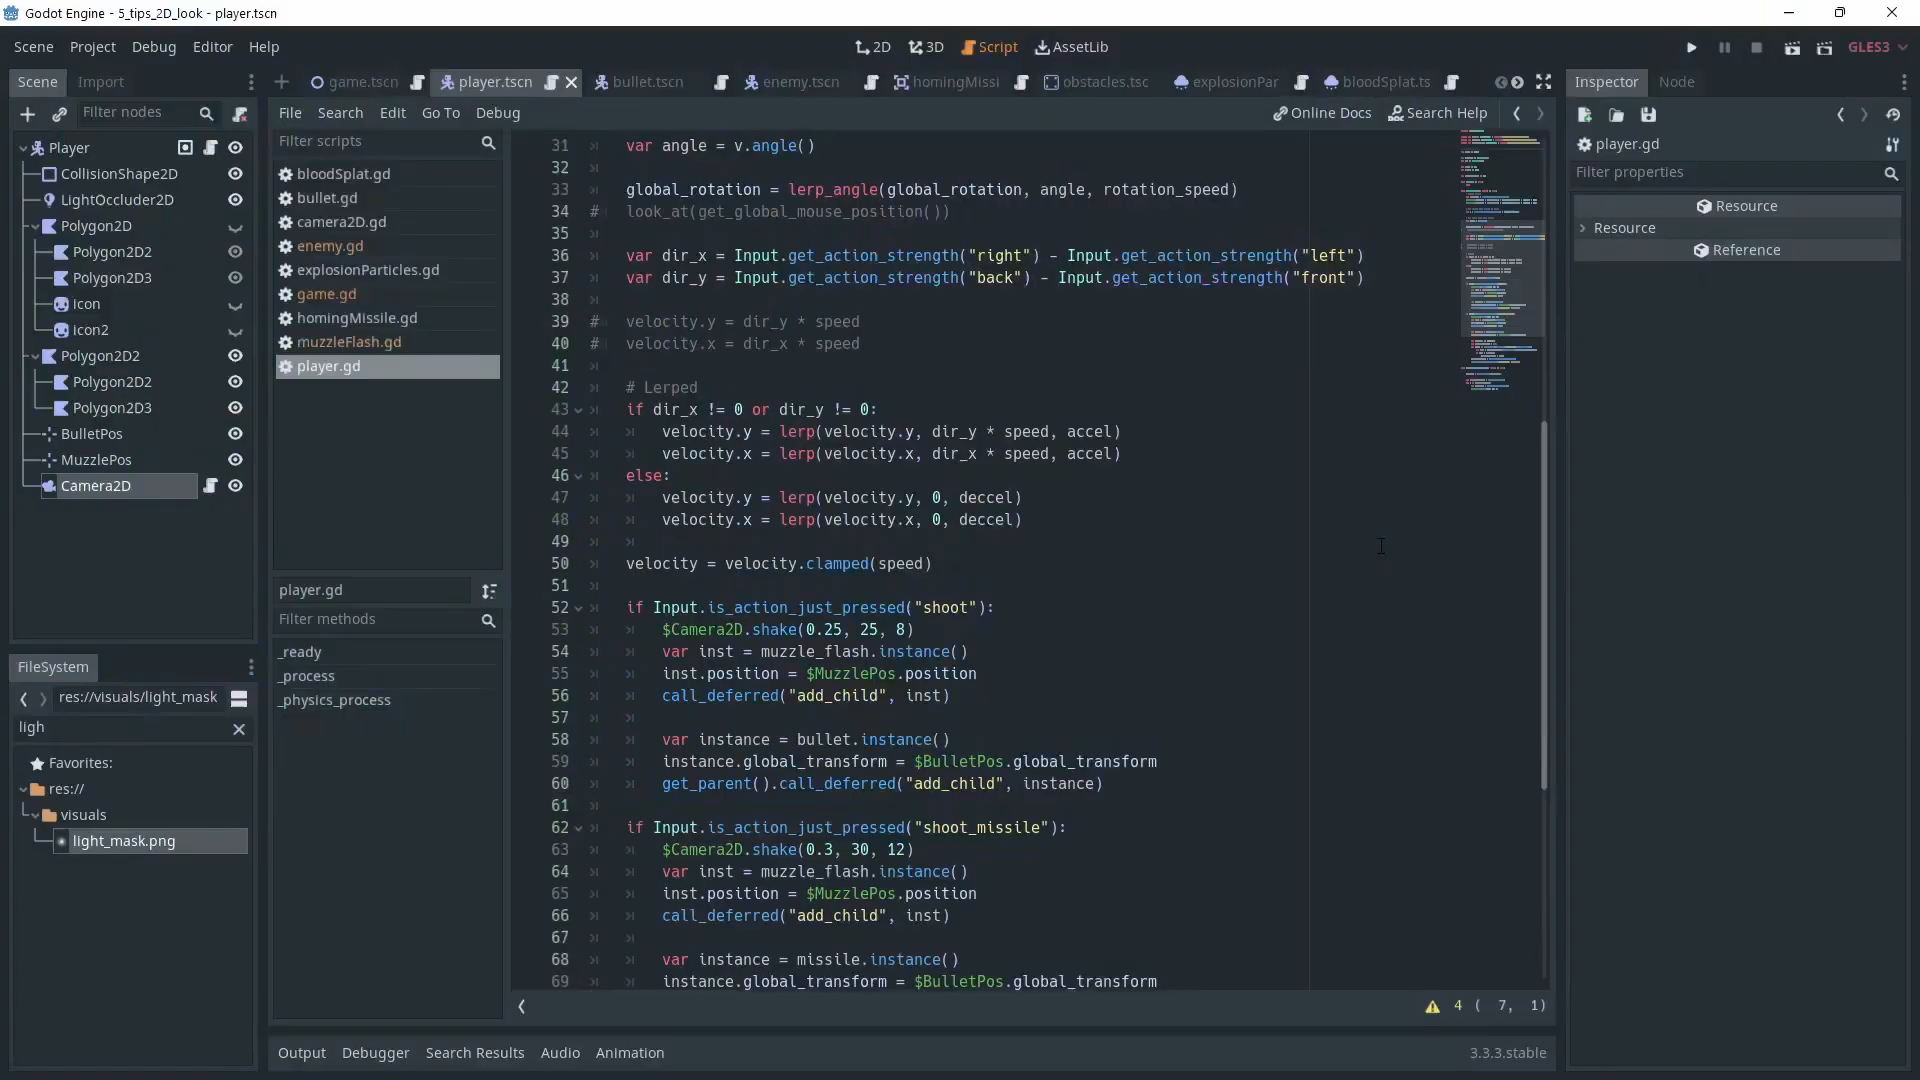 Godot Engine - 5_tips_2D_look - player.tscn
Scene Project Debug Editor Help
2D 3D Script AssetLib
GLES3
Scene Import
game.tscn player.tscn bullet.tscn enemy.tscn homingMissi obstacles.tsc explosionPar bloodSplat.ts
Inspector Node
Filter nodes
File Search Edit Go To Debug
Online Docs Search Help
Player
CollisionShape2D
LightOccluder2D
Polygon2D
Polygon2D2
Polygon2D3
icon
icon2
Polygon2D2
Polygon2D2
Polygon2D3
BulletPos
MuzzlePos
Camera2D
FileSystem
res://visuals/light_mask
ligh
Favorites:
res://
visuals
light_mask.png
Filter scripts
bloodSplat.gd
bullet.gd
camera2D.gd
enemy.gd
explosionParticles.gd
game.gd
homingMissile.gd
muzzleFlash.gd
player.gd
player.gd
Filter methods
_ready
_process
_physics_process
31 var angle = v.angle()
32
33 global_rotation = lerp_angle(global_rotation, angle, rotation_speed)
34 # look_at(get_global_mouse_position())
35
36 var dir_x = Input.get_action_strength("right") - Input.get_action_strength("left")
37 var dir_y = Input.get_action_strength("back") - Input.get_action_strength("front")
38
39 # velocity.y = dir_y * speed
40 # velocity.x = dir_x * speed
41
42 # Lerped
43 if dir_x != 0 or dir_y != 0:
44 velocity.y = lerp(velocity.y, dir_y * speed, accel)
45 velocity.x = lerp(velocity.x, dir_x * speed, accel)
46 else:
47 velocity.y = lerp(velocity.y, 0, deccel)
48 velocity.x = lerp(velocity.x, 0, deccel)
49
50 velocity = velocity.clamped(speed)
51
52 if Input.is_action_just_pressed("shoot"):
53 $Camera2D.shake(0.25, 25, 8)
54 var inst = muzzle_flash.instance()
55 inst.position = $MuzzlePos.position
56 call_deferred("add_child", inst)
57
58 var instance = bullet.instance()
59 instance.global_transform = $BulletPos.global_transform
60 get_parent().call_deferred("add_child", instance)
61
62 if Input.is_action_just_pressed("shoot_missile"):
63 $Camera2D.shake(0.3, 30, 12)
64 var inst = muzzle_flash.instance()
65 inst.position = $MuzzlePos.position
66 call_deferred("add_child", inst)
67
68 var instance = missile.instance()
69 instance.global_transform = $BulletPos.global_transform
4 ( 7, 1)
Output Debugger Search Results Audio Animation
3.3.3.stable
player.gd
Filter properties
Resource
Resource
Reference